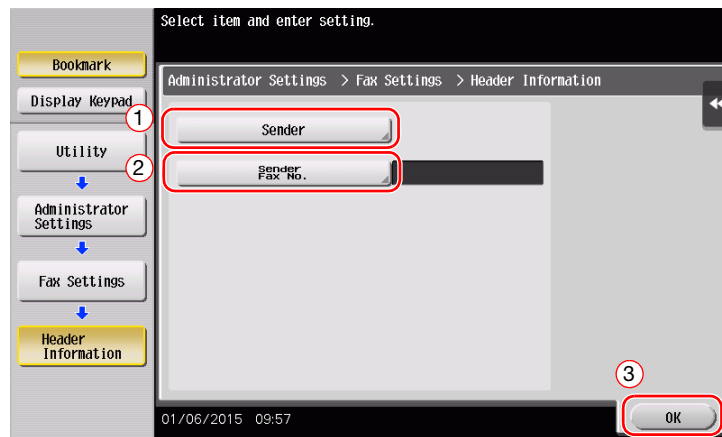 Select item and enter setting.
Bookmark
Display Keypad
Administrator Settings > Fax Settings > Header Information
1
Sender
Utility
2
Sender
Fax No.
Administrator
Settings
Fax Settings
Header
Information
3
01/06/2015 09:57
OK